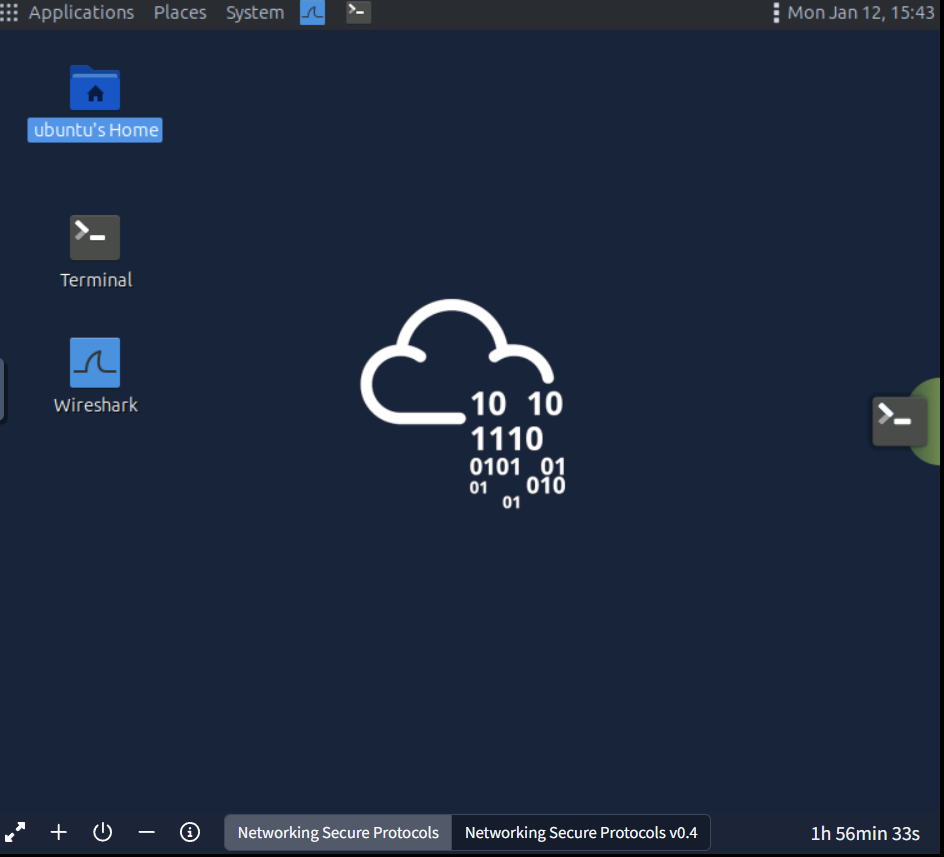 Applications Places System Mon Jan 12, 15:43
ubuntu's Home
Terminal
Wireshark
10 10
1110
0101 01
01 010
01
Networking Secure Protocols Networking Secure Protocols v0.4 1h 56min 33s